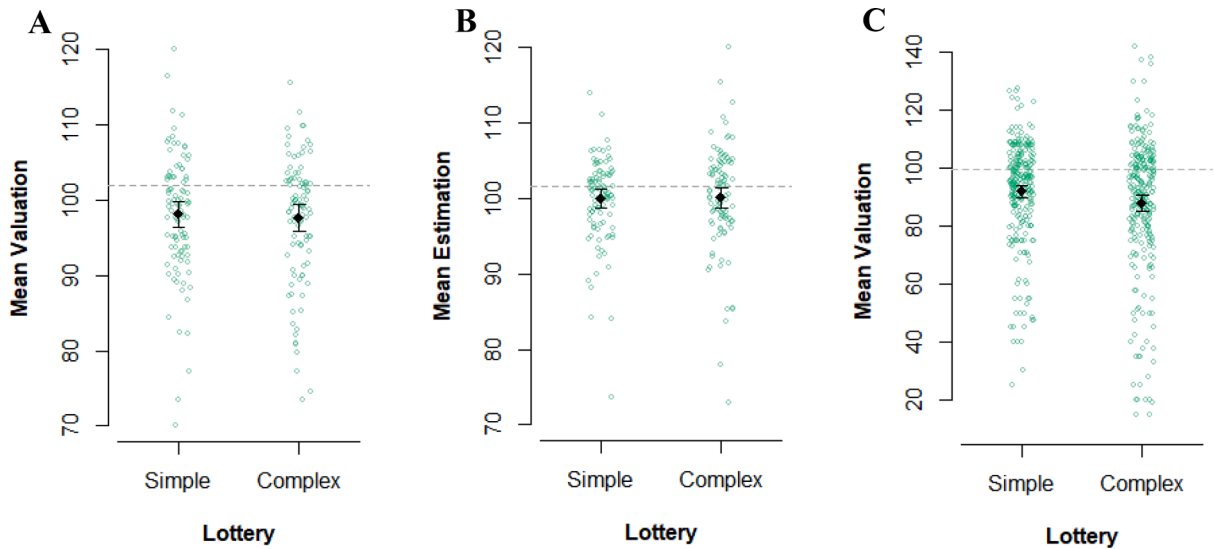 A
Mean Valuation
120
110
100
90
80
70
Simple Complex
Lottery
B
Mean Estimation
120
110
100
90
80
70
Simple Complex
Lottery
C
Mean Valuation
140
120
100
80
60
40
20
Simple Complex
Lottery